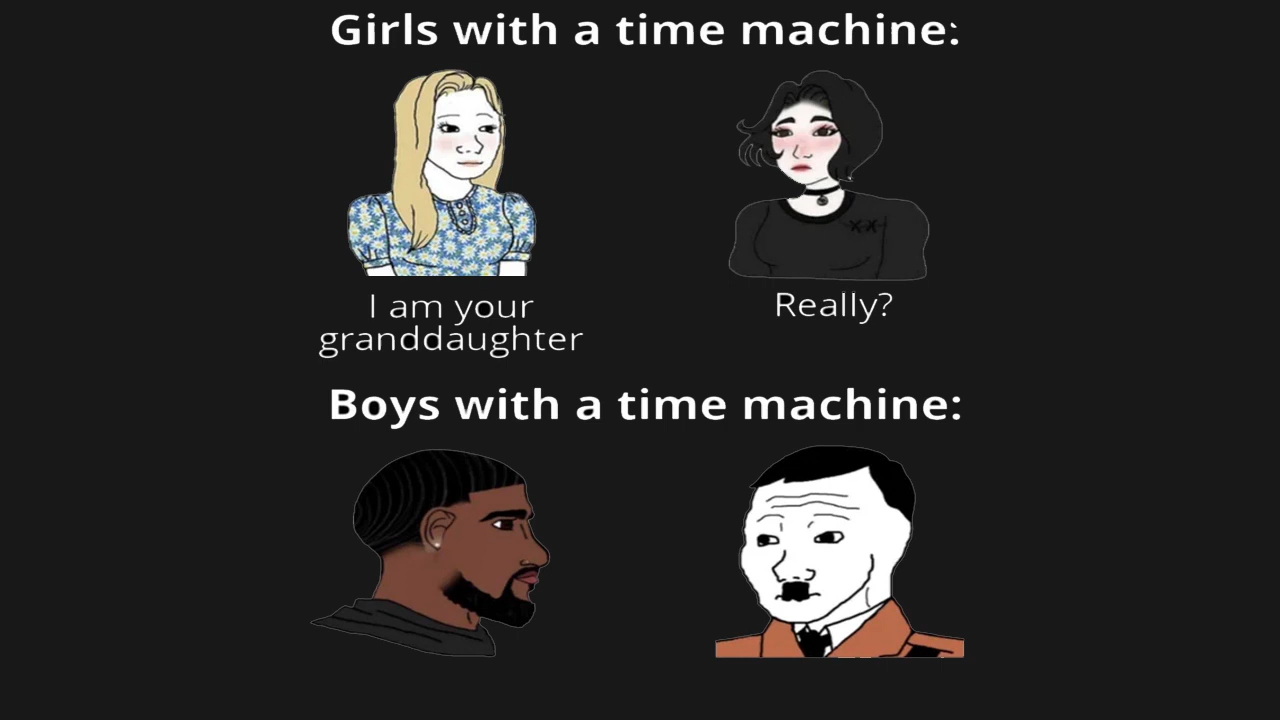 Girls with a time machine:
I am your
granddaughter
Really?
Boys with a time machine: